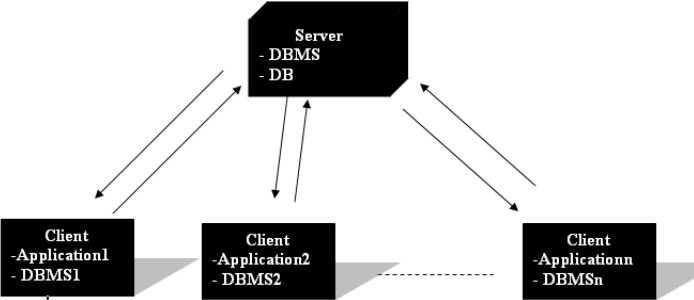 Server
- DBMS
- DB
Client
-Application1
- DBMS1
Client
-Application2
- DBMS2
Client
-Applicationn
- DBMSn